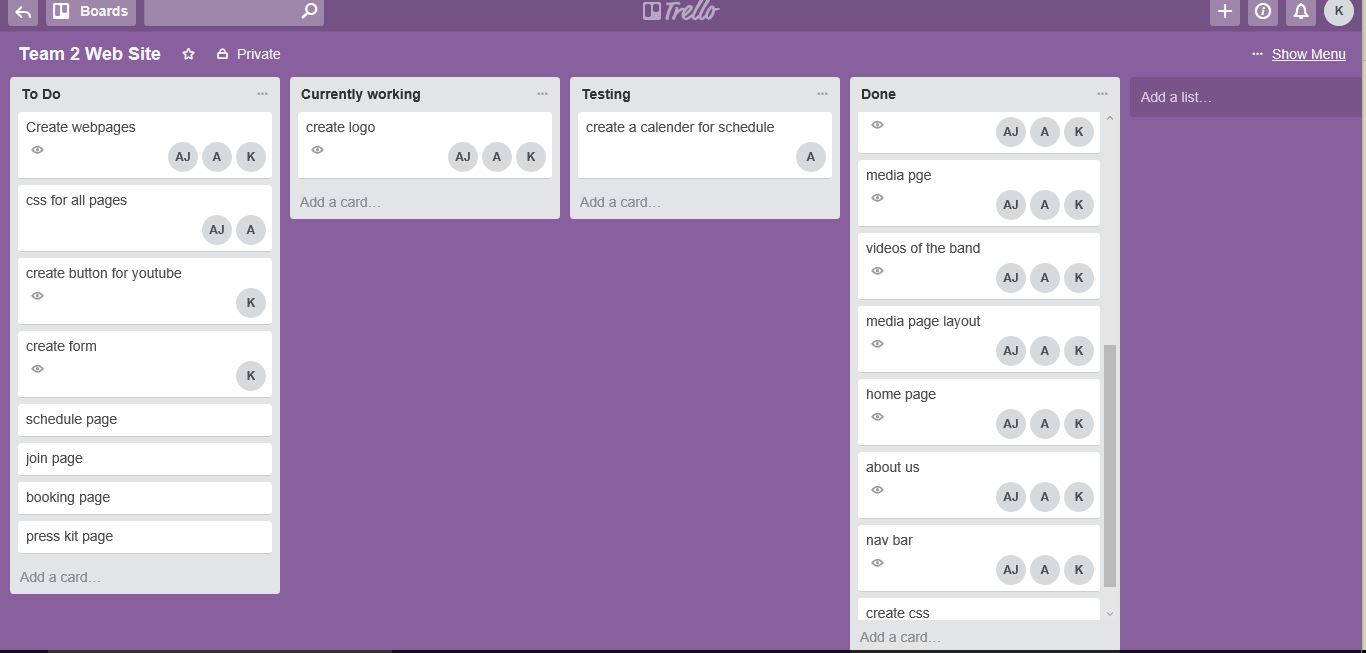 Boards
Trello
K
Team 2 Web Site
Private
... Show Menu
To Do
Create webpages
AJ A K
css for all pages
AJ A
create button for youtube
K
create form
K
schedule page
join page
booking page
press kit page
Add a card...
Currently working
create logo
AJ A K
Add a card...
Testing
create a calender for schedule
A
Add a card...
Done
AJ A K
media pge
AJ A K
videos of the band
AJ A K
media page layout
AJ A K
home page
AJ A K
about us
AJ A K
nav bar
AJ A K
create css
Add a card...
Add a list...